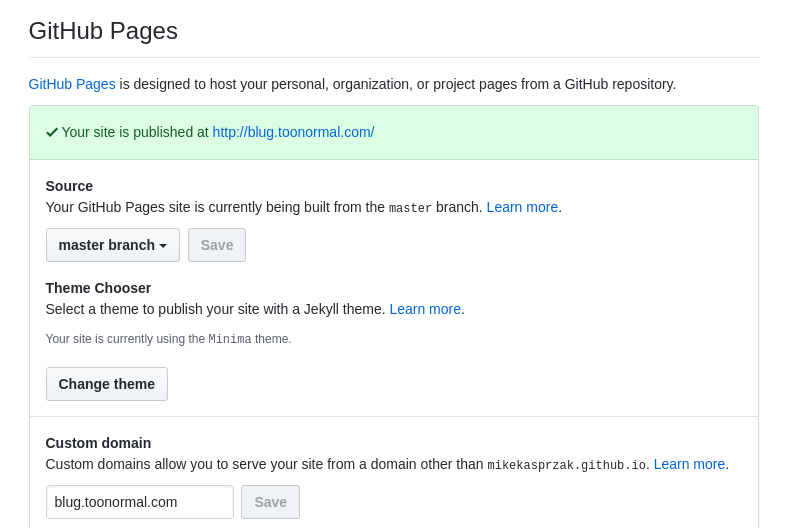 GitHub Pages
GitHub Pages is designed to host your personal, organization, or project pages from a GitHub repository.
Your site is published at http://blug.toonormal.com/
Source
Your GitHub Pages site is currently being built from the master branch. Learn more.
master branch Save
Theme Chooser
Select a theme to publish your site with a Jekyll theme. Learn more.
Your site is currently using the Minima theme.
Change theme
Custom domain
Custom domains allow you to serve your site from a domain other than mikekasprzak.github.io. Learn more.
blug.toonormal.com Save